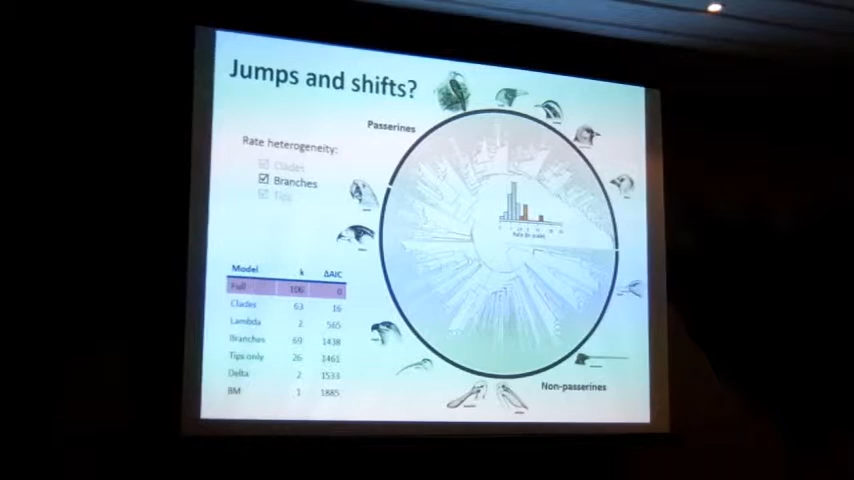 Jumps and shifts?
Passerines
Rate heterogeneity:
Clades
Branches
Tips
Model k ΔAIC
Full 106 0
Clades 63 16
Lambda 2 565
Branches 69 1438
Tips only 26 1461
Delta 2 1533
BM 1 1885
Non-passerines